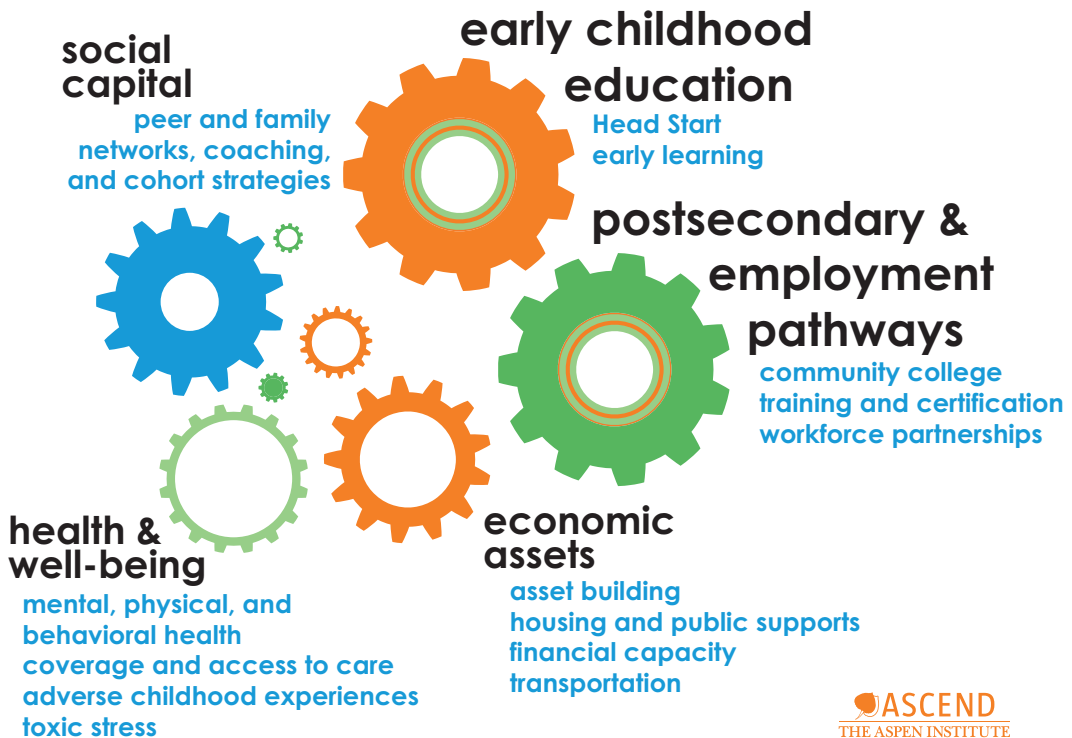 social
capital
peer and family
networks, coaching,
and cohort strategies
early childhood
education
Head Start
early learning
postsecondary &
employment
pathways
community college
training and certification
workforce partnerships
health &
well-being
mental, physical, and
behavioral health
coverage and access to care
adverse childhood experiences
toxic stress
economic
assets
asset building
housing and public supports
financial capacity
transportation
ASCEND
THE ASPEN INSTITUTE